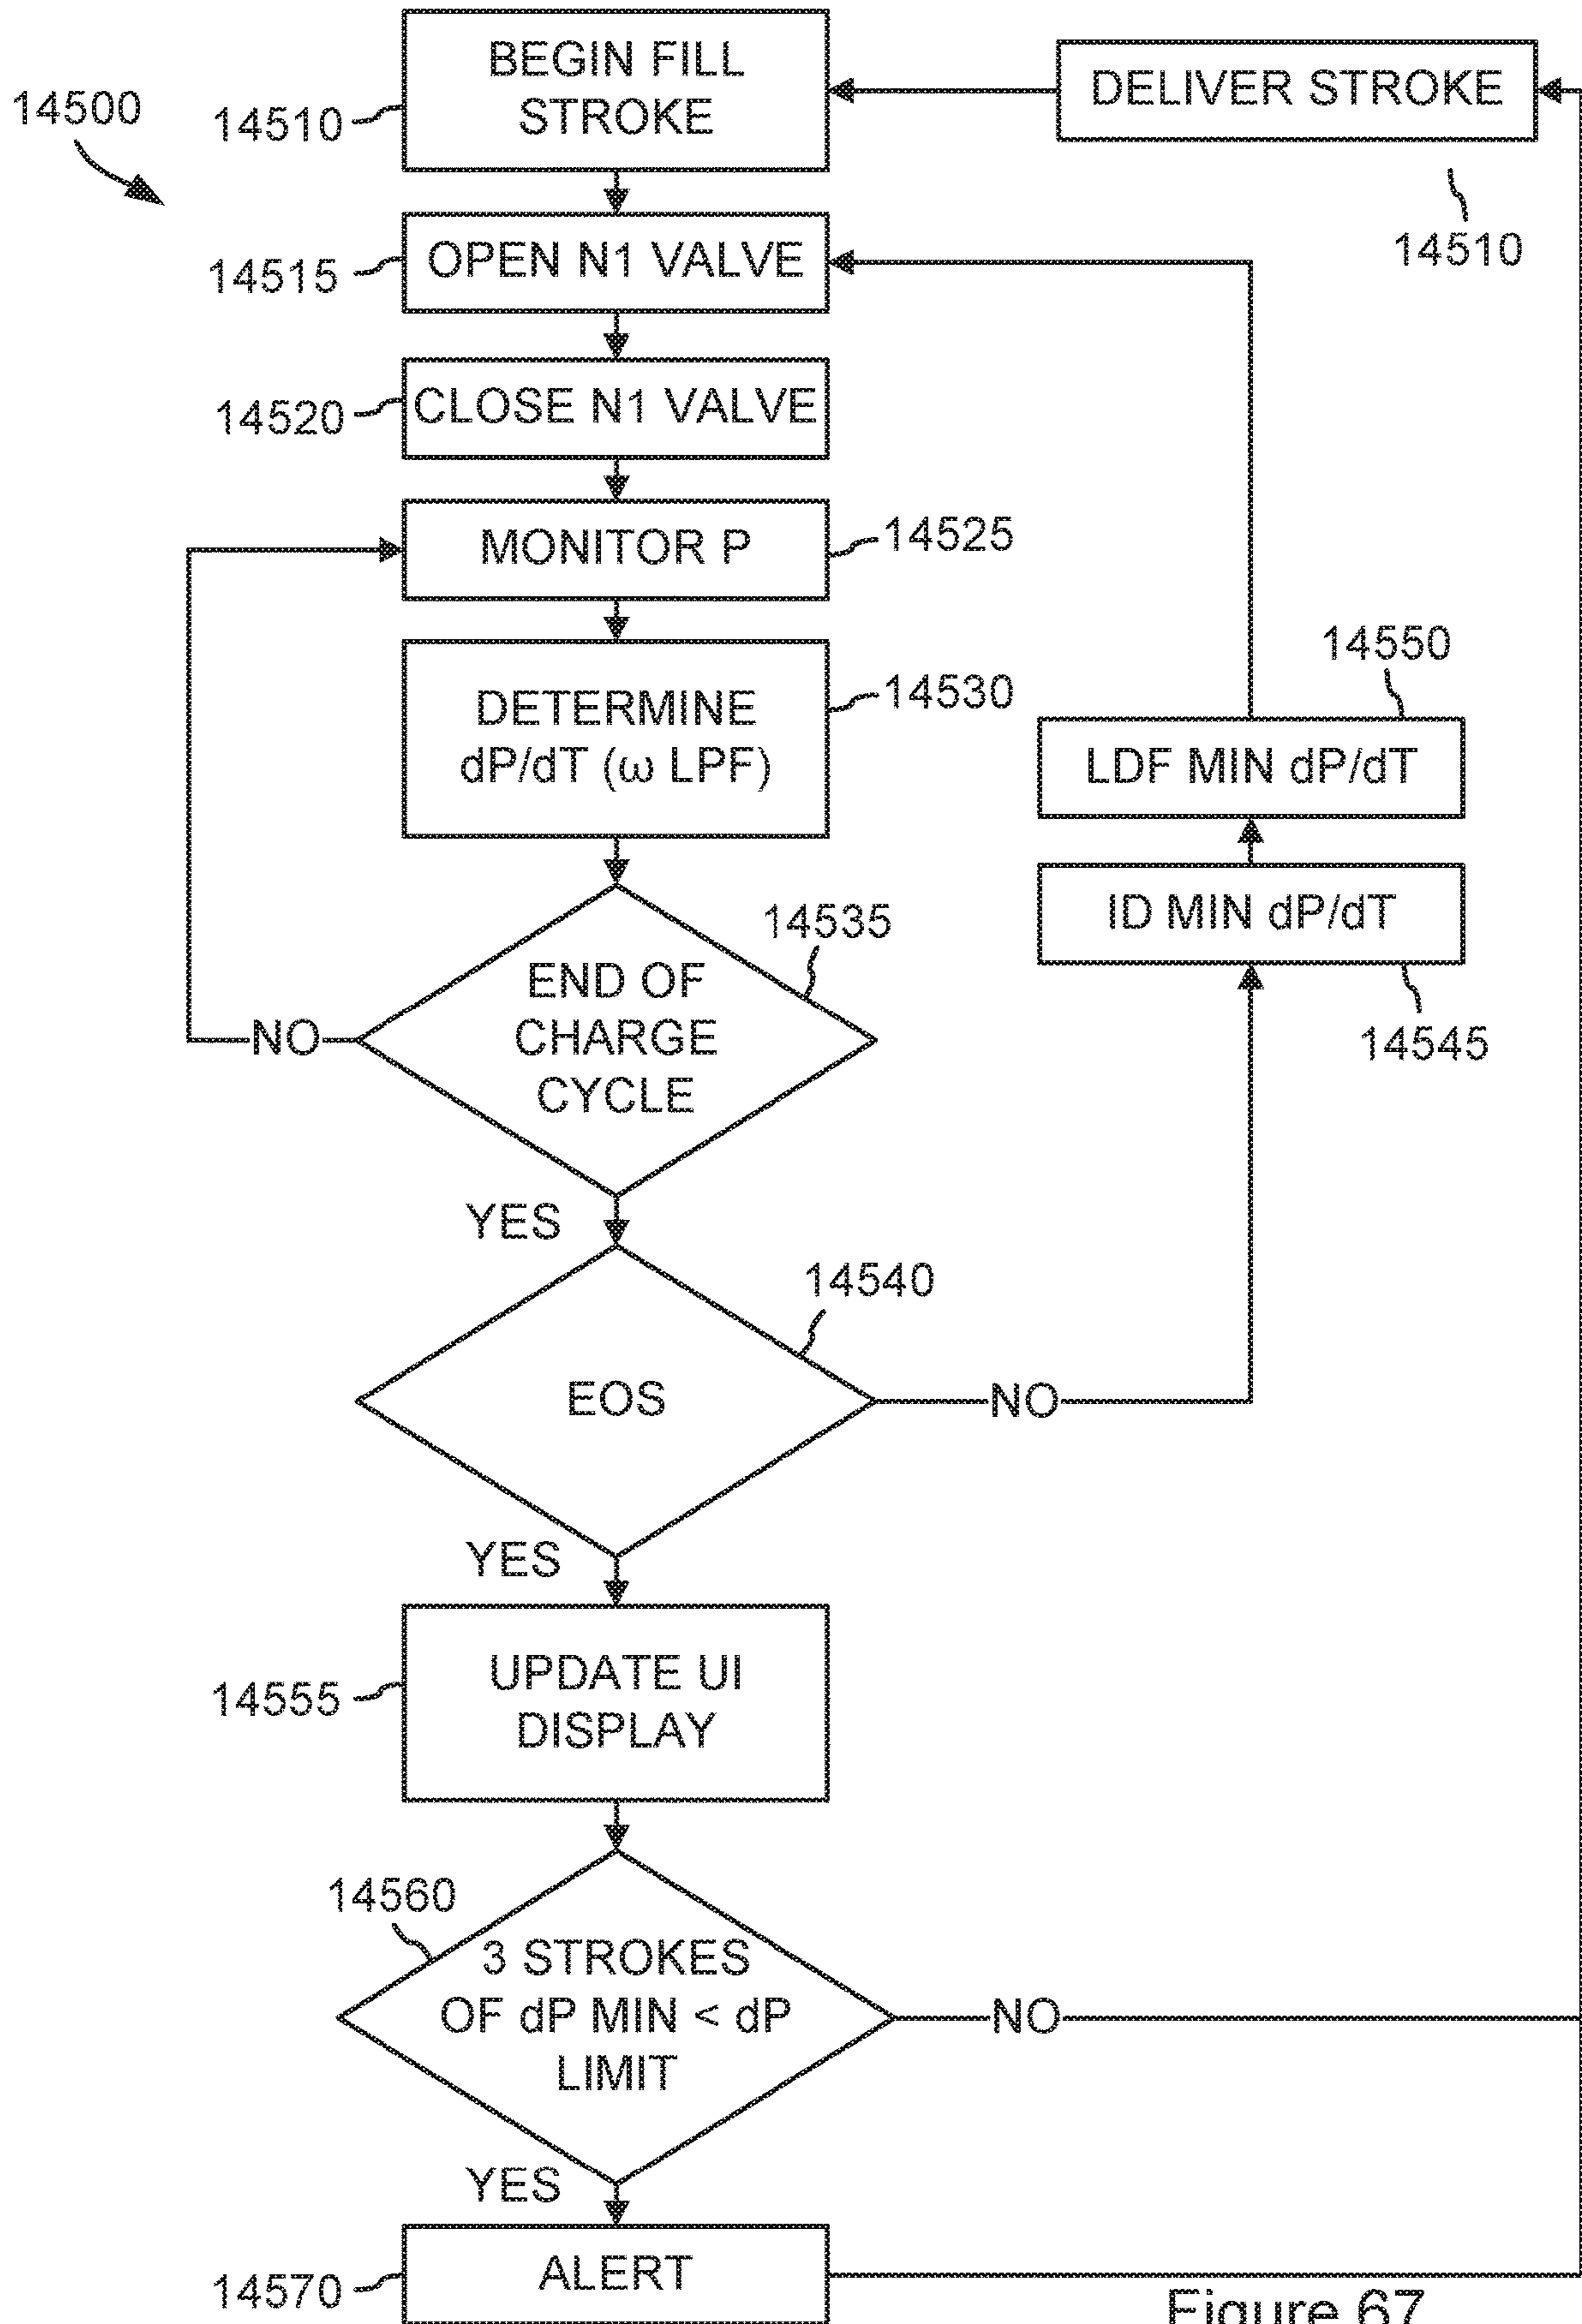 BEGIN FILL
STROKE
DELIVER STROKE
14500
14510
14510
OPEN N1 VALVE
14515
CLOSE N1 VALVE
14520
MONITOR P
14525
DETERMINE
dP/dT (ω LPF)
14530
14550
LDF MIN dP/dT
ID MIN dP/dT
14545
14535
END OF
CHARGE
CYCLE
NO
YES
14540
EOS
NO
YES
14555
UPDATE UI
DISPLAY
14560
3 STROKES
OF dP MIN < dP
LIMIT
NO
YES
14570
ALERT
Figure 67